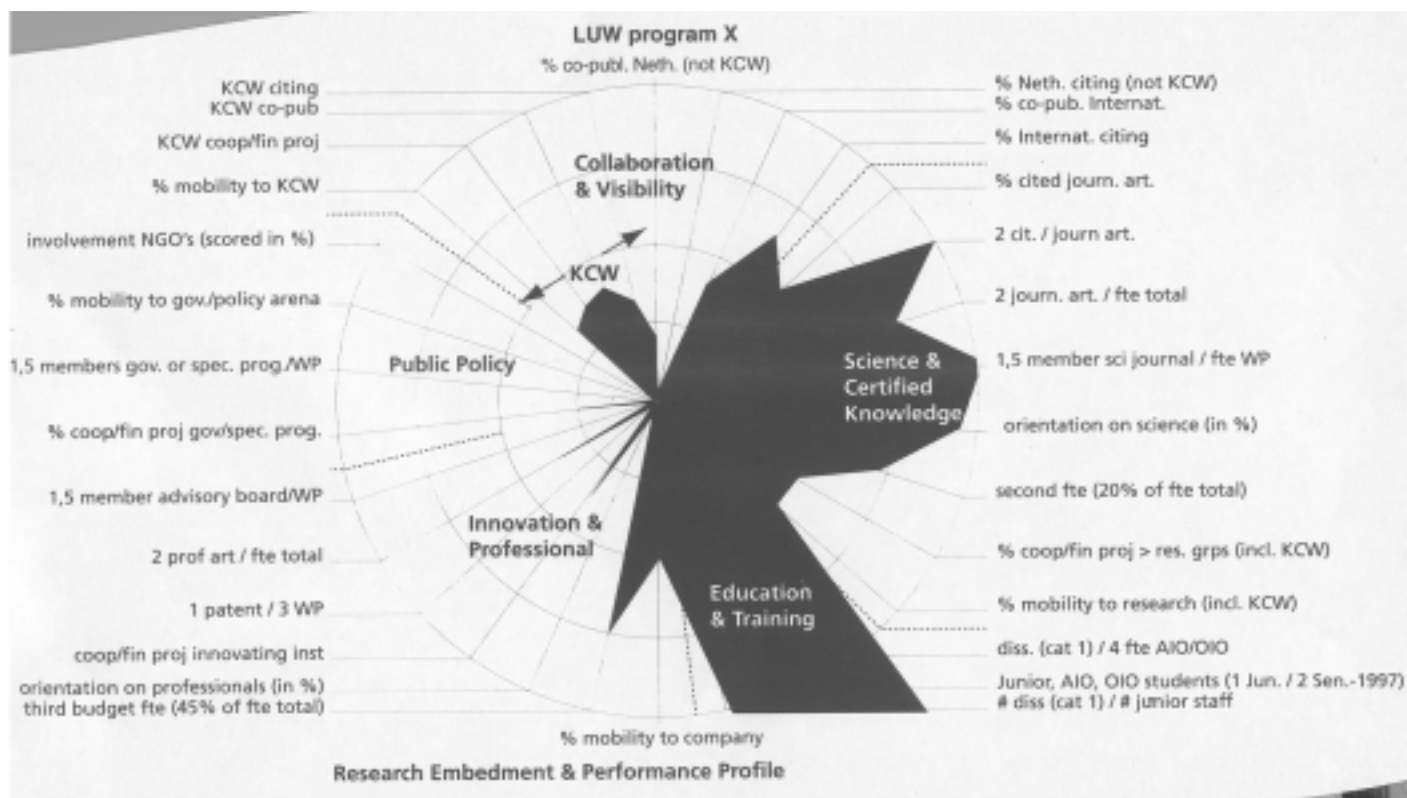 LUW program X
% co-publ. Neth. (not KCW)
KCW citing
KCW co-pub
KCW coop/fin proj
% mobility to KCW
involvement NGO's (scored in %)
% mobility to gov./policy arena
1,5 members gov. or spec. prog./WP
% coop/fin proj gov/spec. prog.
1,5 member advisory board/WP
2 prof art / fte total
1 patent / 3 WP
coop/fin proj innovating inst
orientation on professionals (in %)
third budget fte (45% of fte total)
Collaboration
& Visibility
KCW
Public Policy
Science &
Certified
Knowledge
Innovation &
Professional
Education
& Training
% Neth. citing (not KCW)
% co-pub. Internat.
% Internat. citing
% cited journ. art.
2 cit. / journ art.
2 journ. art. / fte total
1,5 member sci journal / fte WP
orientation on science (in %)
second fte (20% of fte total)
% coop/fin proj > res. grps (incl. KCW)
% mobility to research (incl. KCW)
diss. (cat 1) / 4 fte AIO/OIO
Junior, AIO, OIO students (1 Jun. / 2 Sen.-1997)
# diss (cat 1) / # junior staff
% mobility to company
Research Embedment & Performance Profile